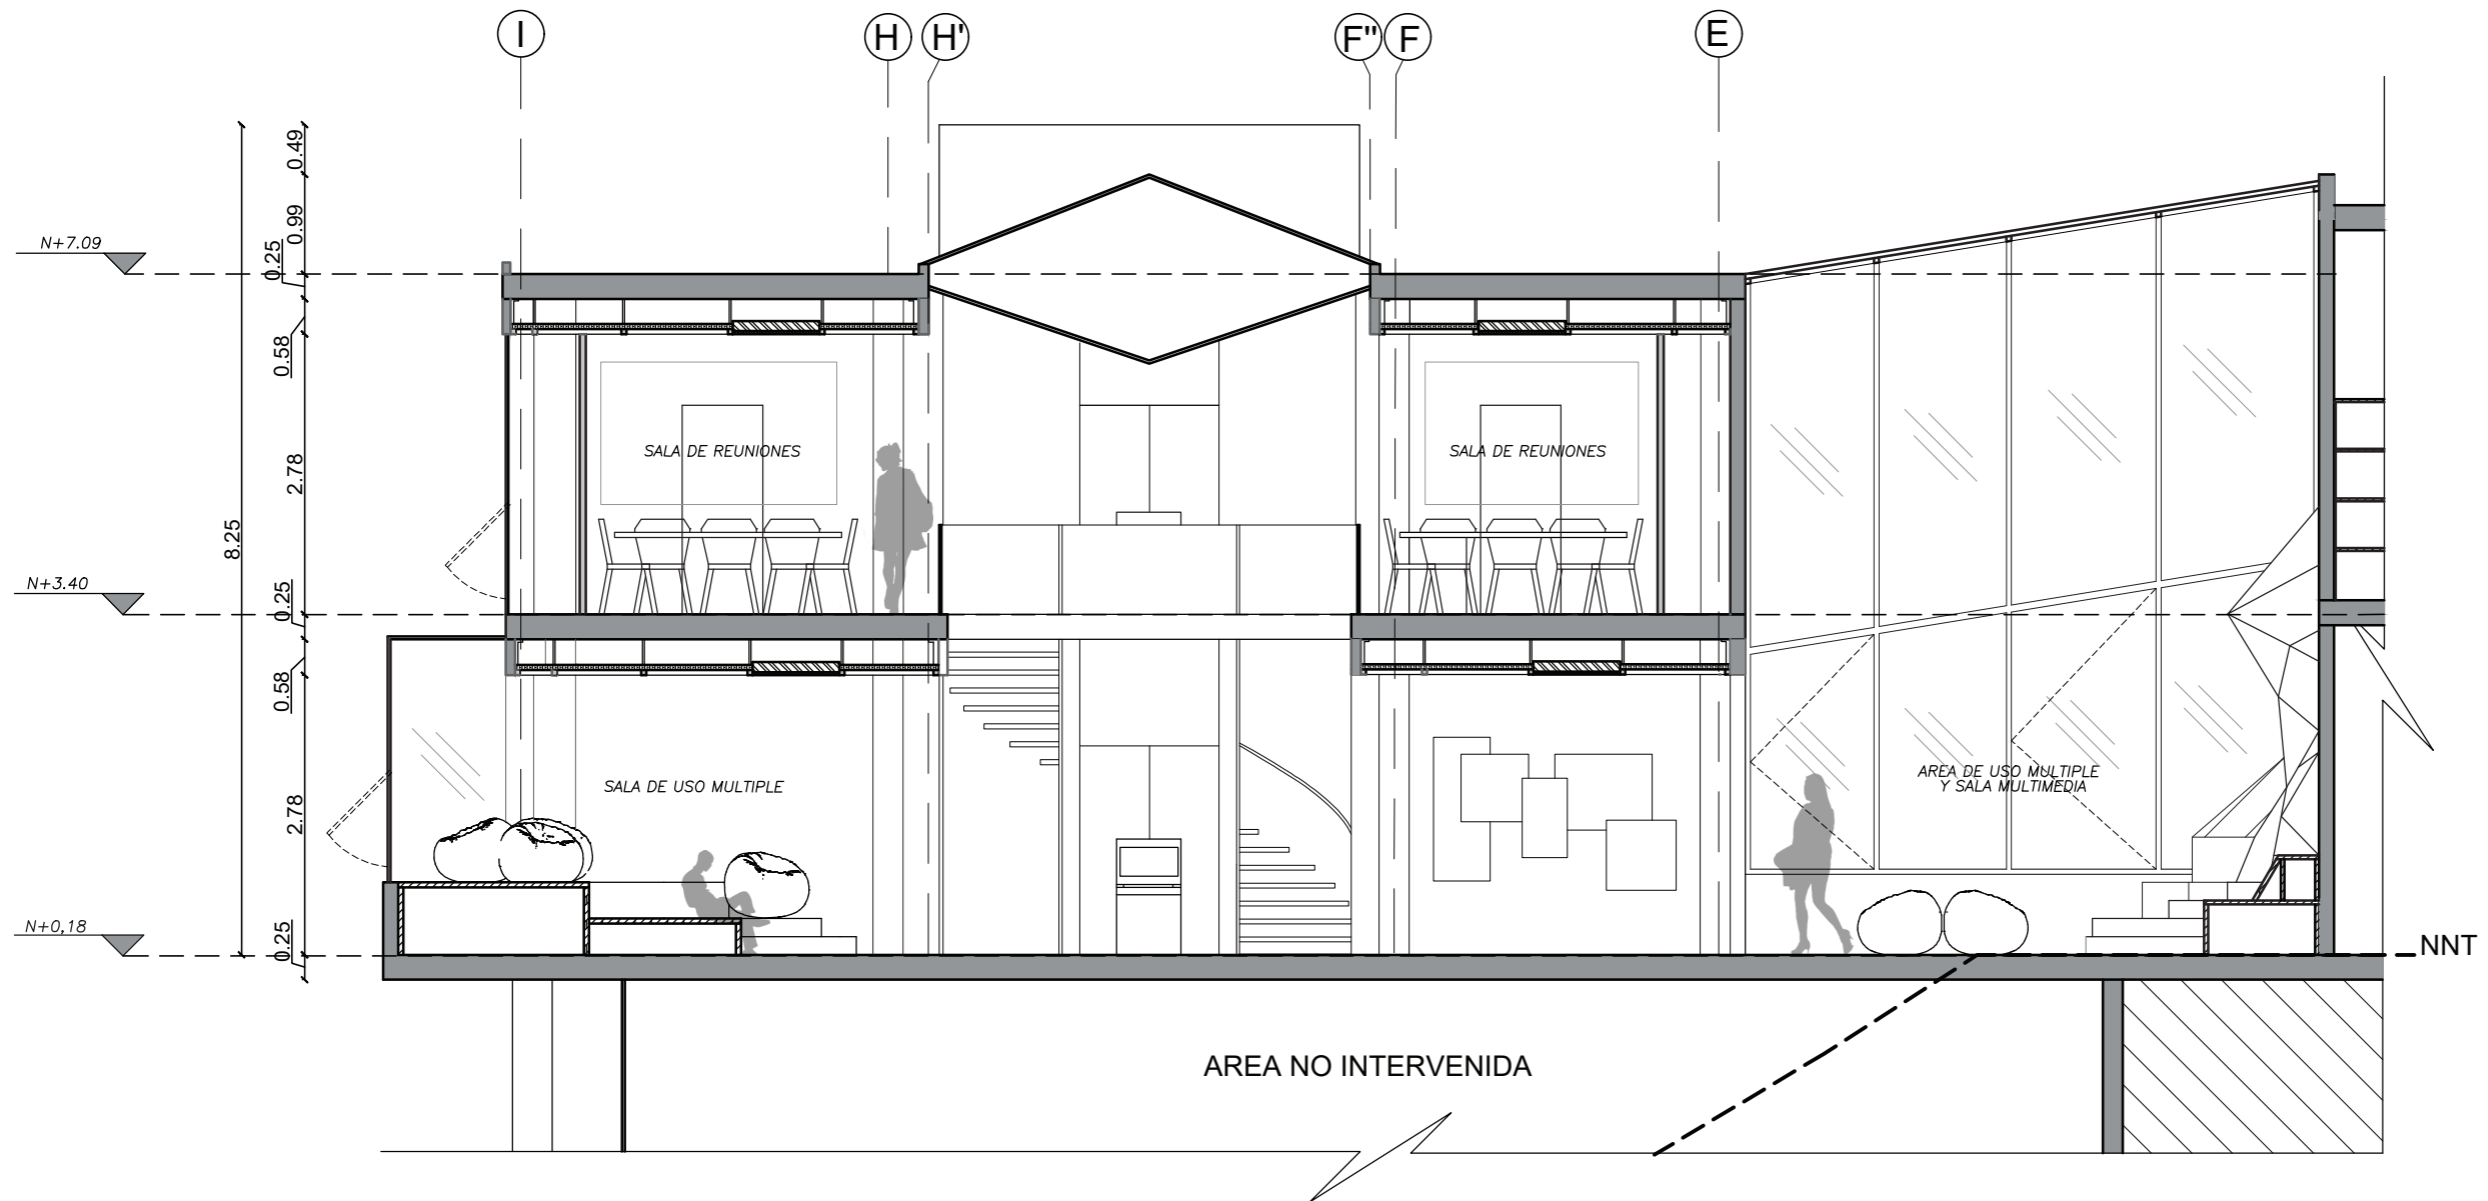 I
H
H'
F"
F
E
0.49
0.99
0.25
N+7.09
0.58
SALA DE REUNIONES
SALA DE REUNIONES
2.78
8.25
N+3.40
0.25
0.58
SALA DE USO MULTIPLE
AREA DE USO MULTIPLE
Y SALA MULTIMEDIA
2.78
N+0,18
0.25
NNT
AREA NO INTERVENIDA